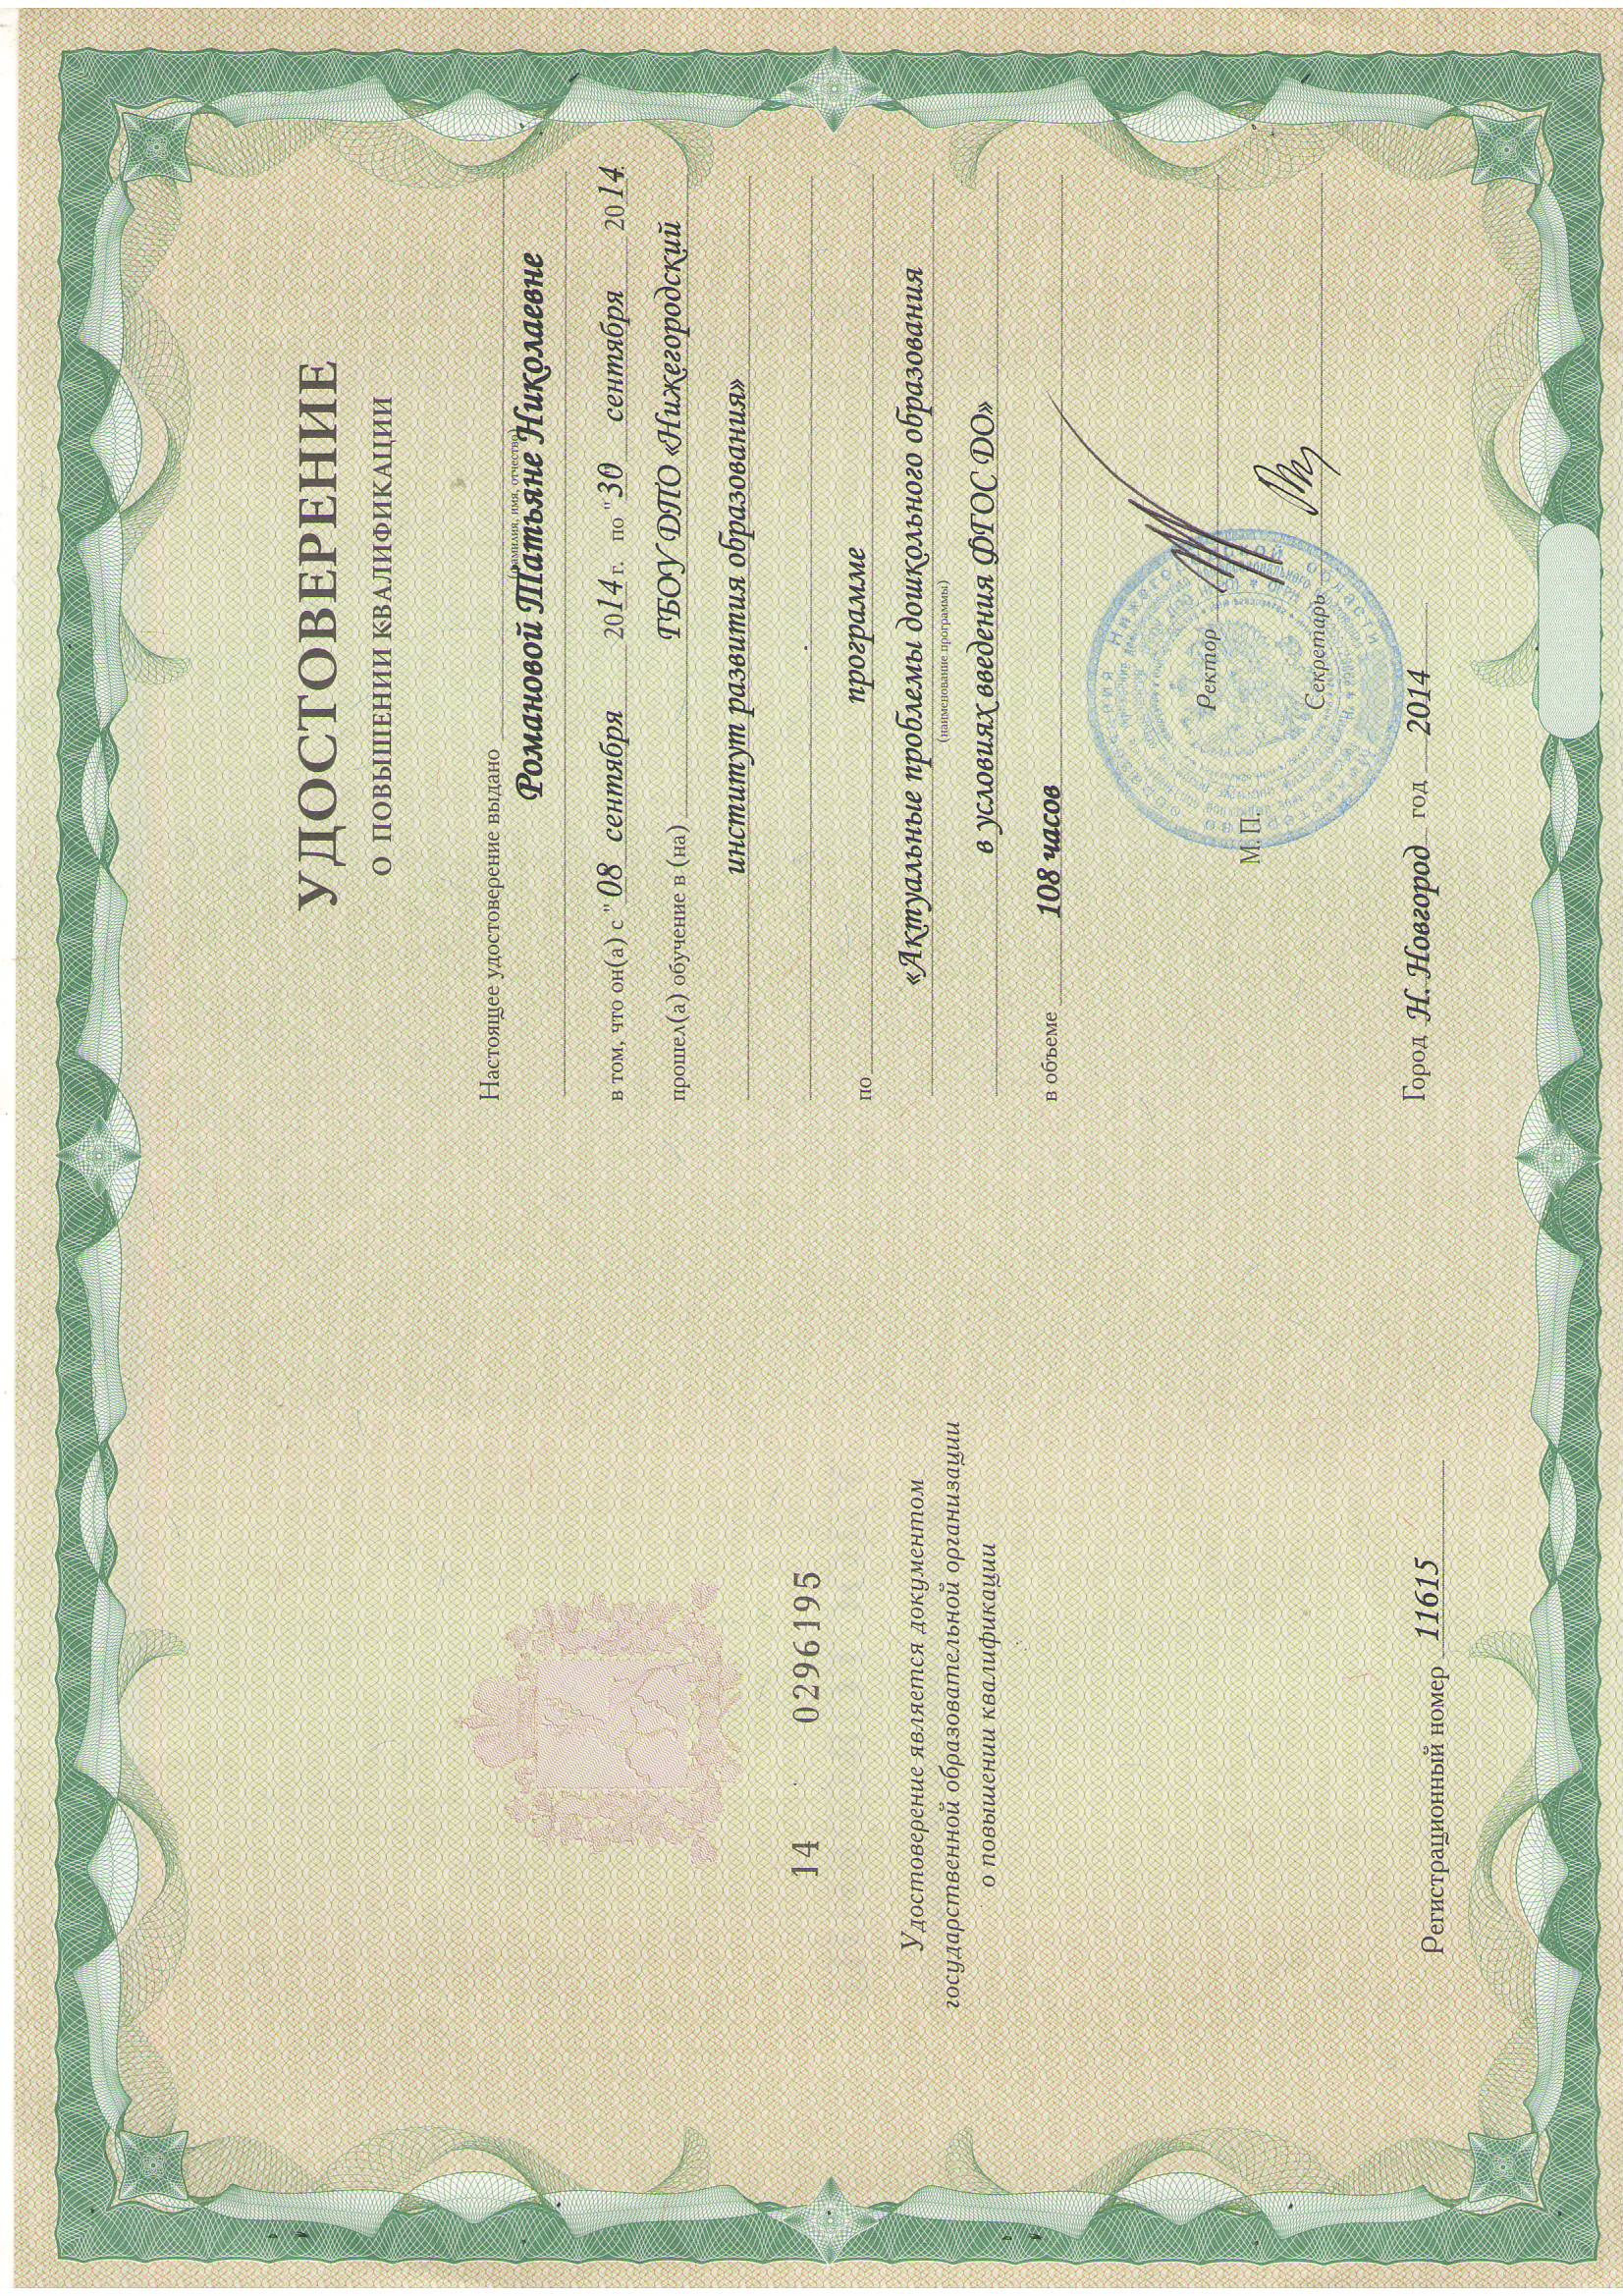 14 0296195
Удостоверение является документом
государственной образовательной организации
о повышении квалификации
Регистрационный номер 11615
УДОСТОВЕРЕНИЕ
О ПОВЫШЕНИИ КВАЛИФИКАЦИИ
Настоящее удостоверение выдано
(фамилия, имя, отчество)
Романовой Татьяне Николаевне
в том, что он(а) с "08 сентября 2014 г. по "30 сентября 2014
прошел(а) обучение в (на) ГБОУ ДПО «Нижегородский
институт развития образования»
по программе
«Актуальные проблемы дошкольного образования
(наименование программы)
в условиях введения ФГОС ДО»
в объеме 108 часов
Ректор
М. П.
Секретарь
Город Н. Новгород год 2014